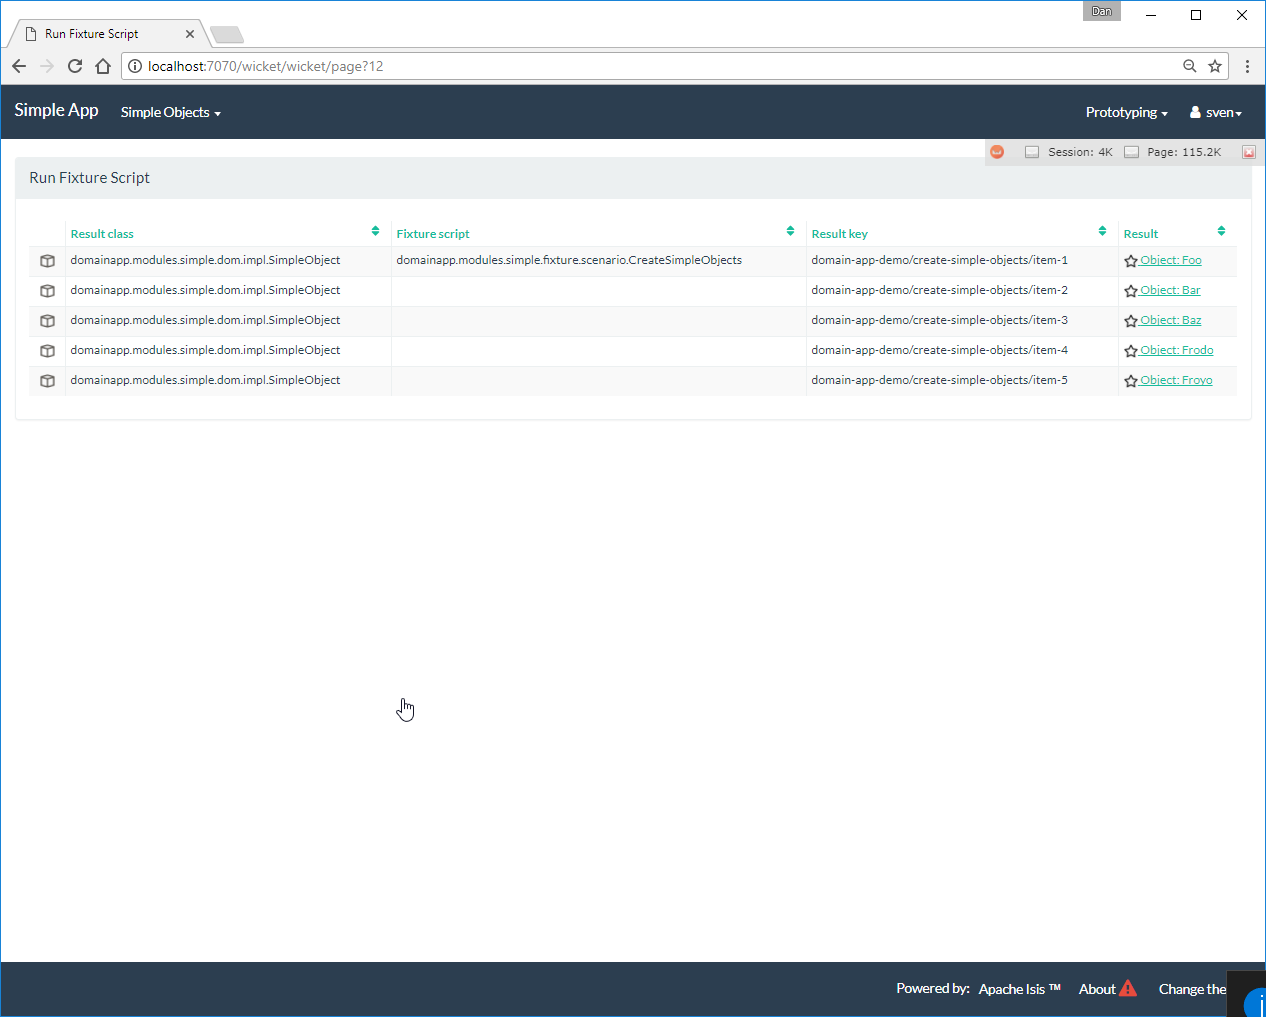 Dan
Run Fixture Script
localhost:7070/wicket/wicket/page?12
Simple App Simple Objects Prototyping sven
Session: 4K Page: 115.2K
Run Fixture Script
Result class Fixture script Result key Result
domainapp.modules.simple.dom.impl.SimpleObject domainapp.modules.simple.fixture.scenario.CreateSimpleObjects domain-app-demo/create-simple-objects/item-1 Object: Foo
domainapp.modules.simple.dom.impl.SimpleObject domain-app-demo/create-simple-objects/item-2 Object: Bar
domainapp.modules.simple.dom.impl.SimpleObject domain-app-demo/create-simple-objects/item-3 Object: Baz
domainapp.modules.simple.dom.impl.SimpleObject domain-app-demo/create-simple-objects/item-4 Object: Frodo
domainapp.modules.simple.dom.impl.SimpleObject domain-app-demo/create-simple-objects/item-5 Object: Froyo
Powered by: Apache Isis ™ About Change the